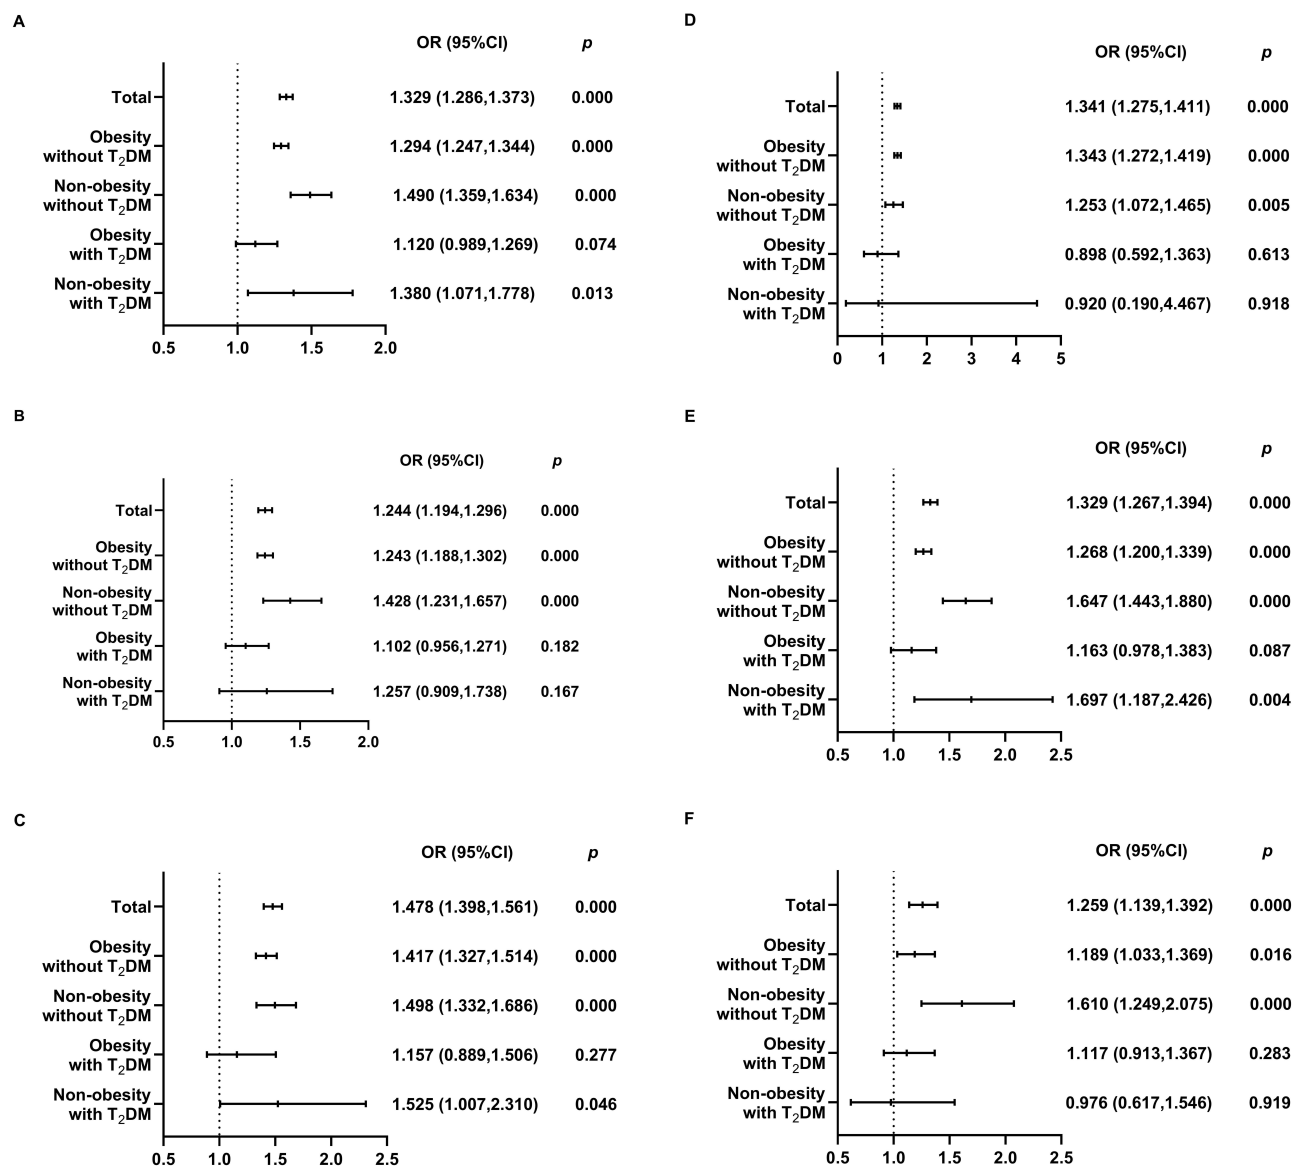 A
OR (95%CI) p
Total 1.329 (1.286,1.373) 0.000
Obesity
without T2DM 1.294 (1.247,1.344) 0.000
Non-obesity
without T2DM 1.490 (1.359,1.634) 0.000
Obesity
with T2DM 1.120 (0.989,1.269) 0.074
Non-obesity
with T2DM 1.380 (1.071,1.778) 0.013
0.5 1.0 1.5 2.0
B
OR (95%CI) p
Total 1.244 (1.194,1.296) 0.000
Obesity
without T2DM 1.243 (1.188,1.302) 0.000
Non-obesity
without T2DM 1.428 (1.231,1.657) 0.000
Obesity
with T2DM 1.102 (0.956,1.271) 0.182
Non-obesity
with T2DM 1.257 (0.909,1.738) 0.167
0.5 1.0 1.5 2.0
C
OR (95%CI) p
Total 1.478 (1.398,1.561) 0.000
Obesity
without T2DM 1.417 (1.327,1.514) 0.000
Non-obesity
without T2DM 1.498 (1.332,1.686) 0.000
Obesity
with T2DM 1.157 (0.889,1.506) 0.277
Non-obesity
with T2DM 1.525 (1.007,2.310) 0.046
0.5 1.0 1.5 2.0 2.5
D
OR (95%CI) p
Total 1.341 (1.275,1.411) 0.000
Obesity
without T2DM 1.343 (1.272,1.419) 0.000
Non-obesity
without T2DM 1.253 (1.072,1.465) 0.005
Obesity
with T2DM 0.898 (0.592,1.363) 0.613
Non-obesity
with T2DM 0.920 (0.190,4.467) 0.918
0 1 2 3 4 5
E
OR (95%CI) p
Total 1.329 (1.267,1.394) 0.000
Obesity
without T2DM 1.268 (1.200,1.339) 0.000
Non-obesity
without T2DM 1.647 (1.443,1.880) 0.000
Obesity
with T2DM 1.163 (0.978,1.383) 0.087
Non-obesity
with T2DM 1.697 (1.187,2.426) 0.004
0.5 1.0 1.5 2.0 2.5
F
OR (95%CI) p
Total 1.259 (1.139,1.392) 0.000
Obesity
without T2DM 1.189 (1.033,1.369) 0.016
Non-obesity
without T2DM 1.610 (1.249,2.075) 0.000
Obesity
with T2DM 1.117 (0.913,1.367) 0.283
Non-obesity
with T2DM 0.976 (0.617,1.546) 0.919
0.5 1.0 1.5 2.0 2.5